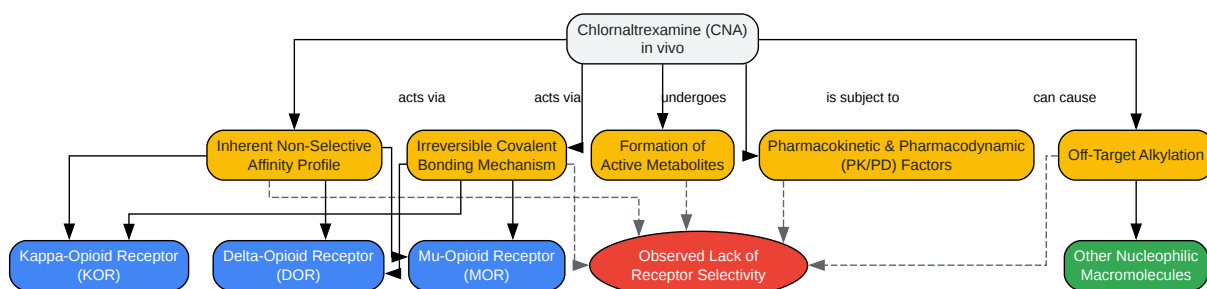 Chlornaltrexamine (CNA)
in vivo
acts via
acts via
undergoes
is subject to
can cause
Inherent Non-Selective
Affinity Profile
Irreversible Covalent
Bonding Mechanism
Formation of
Active Metabolites
Pharmacokinetic & Pharmacodynamic
(PK/PD) Factors
Off-Target Alkylation
Kappa-Opioid Receptor
(KOR)
Delta-Opioid Receptor
(DOR)
Mu-Opioid Receptor
(MOR)
Observed Lack of
Receptor Selectivity
Other Nucleophilic
Macromolecules